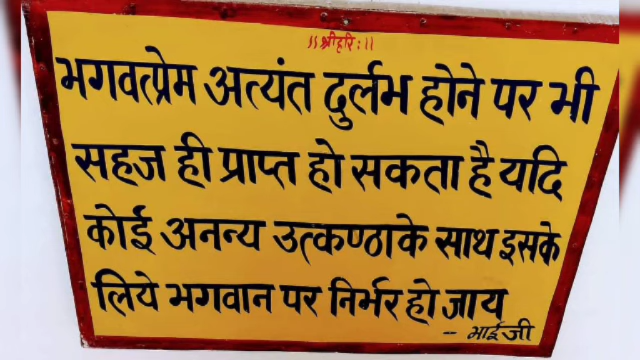 ।।श्रीहरि:।।
भगवत्प्रेम अत्यंत दुर्लभ होने पर भी
सहज ही प्राप्त हो सकता है यदि
कोई अनन्य उत्कण्ठाके साथ इसके
लिये भगवान पर निर्भर हो जाय
- भाईजी